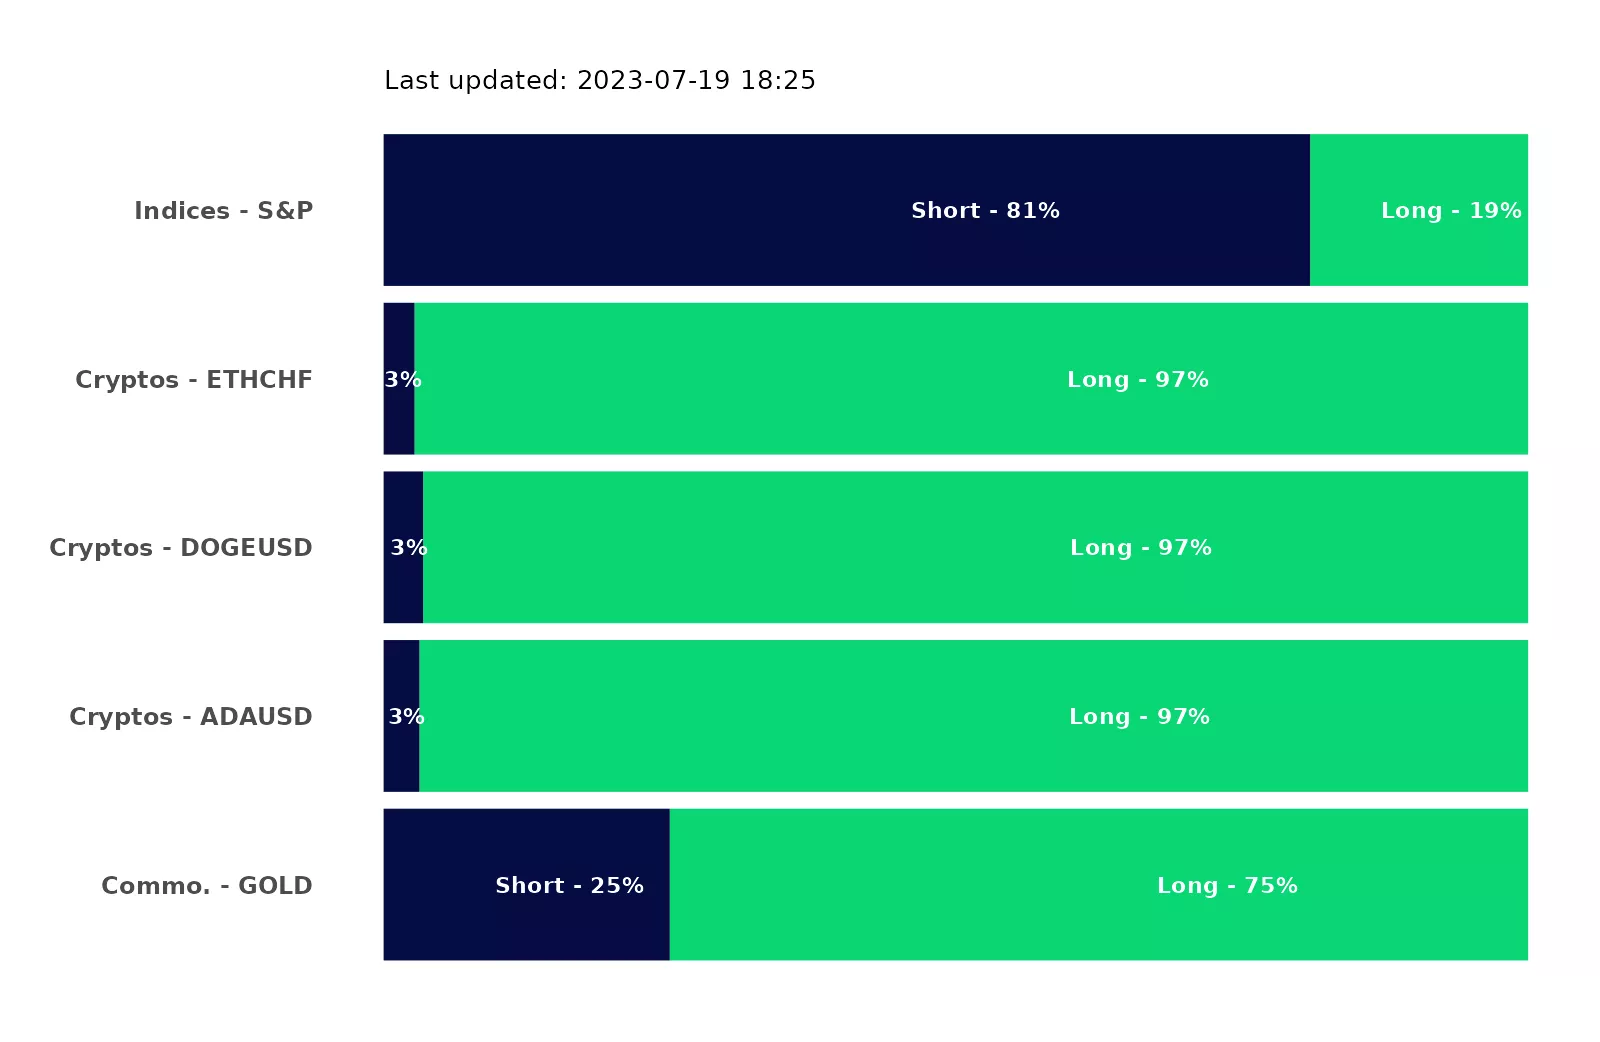 Last updated: 2023-07-19 18:25
Indices - S&P Short - 81% Long - 19%
Cryptos - ETHCHF 3% Long - 97%
Cryptos - DOGEUSD 3% Long - 97%
Cryptos - ADAUSD 3% Long - 97%
Commo. - GOLD Short - 25% Long - 75%